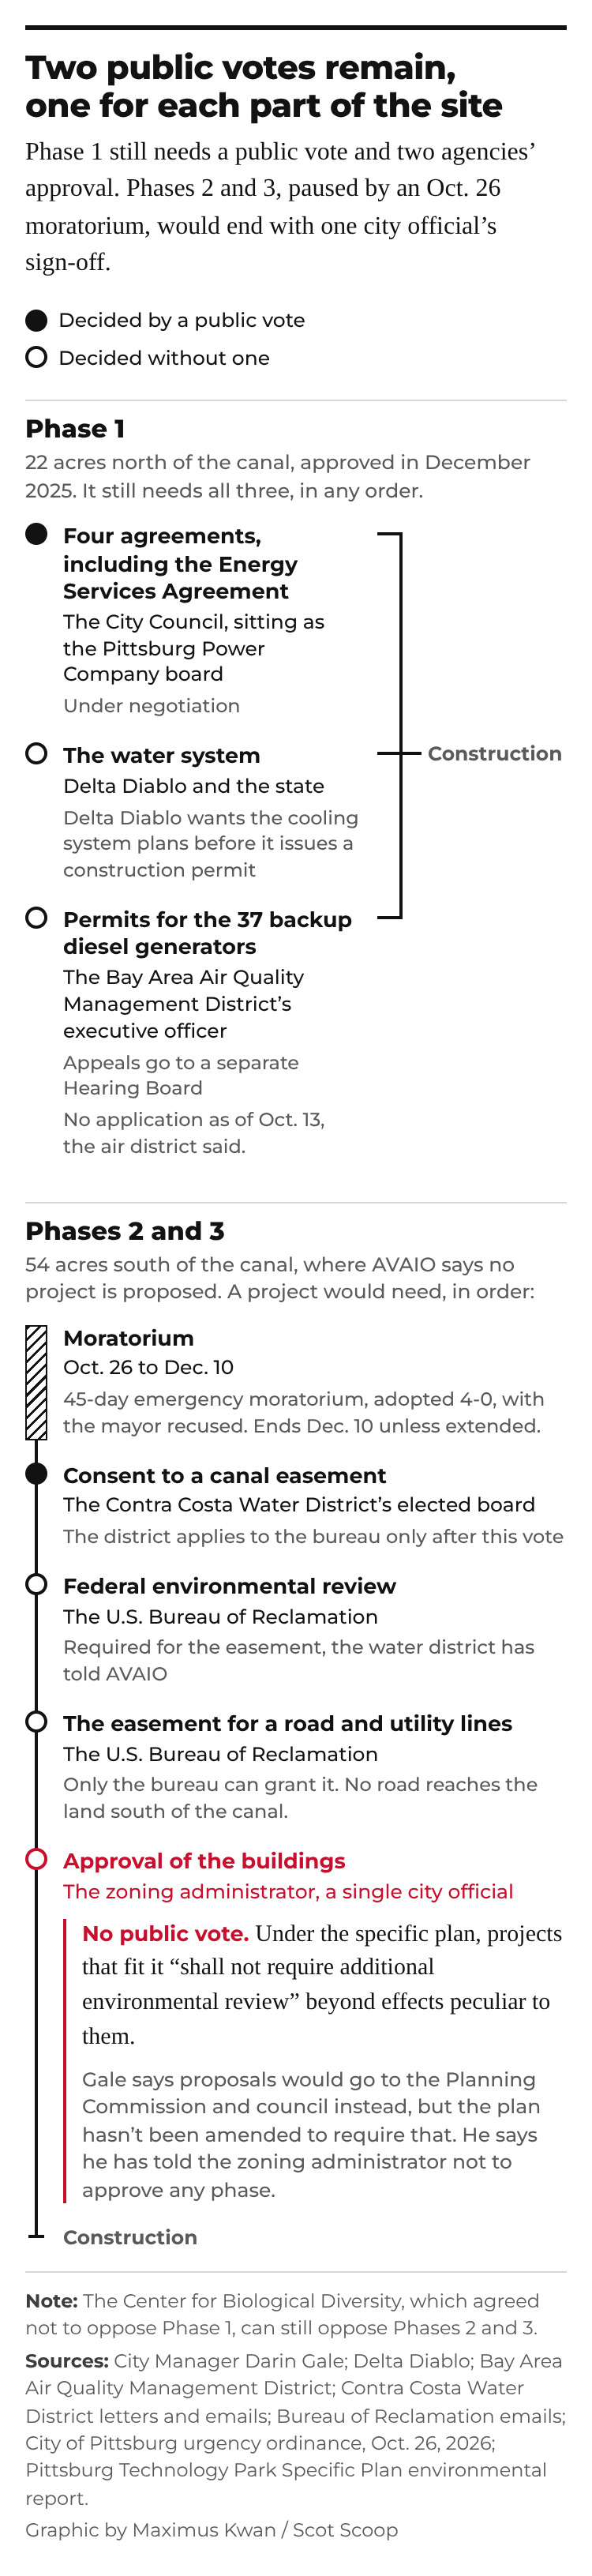 Two public votes remain,
one for each part of the site
Phase 1 still needs a public vote and two agencies’
approval. Phases 2 and 3, paused by an Oct. 26
moratorium, would end with one city official’s
sign-off.
Decided by a public vote
Decided without one
Phase 1
22 acres north of the canal, approved in December
2025. It still needs all three, in any order.
Four agreements,
including the Energy
Services Agreement
The City Council, sitting as
the Pittsburg Power
Company board
Under negotiation
The water system
Construction
Delta Diablo and the state
Delta Diablo wants the cooling
system plans before it issues a
construction permit
Permits for the 37 backup
diesel generators
The Bay Area Air Quality
Management District’s
executive officer
Appeals go to a separate
Hearing Board
No application as of Oct. 13,
the air district said.
Phases 2 and 3
54 acres south of the canal, where AVAIO says no
project is proposed. A project would need, in order:
Moratorium
Oct. 26 to Dec. 10
45-day emergency moratorium, adopted 4-0, with
the mayor recused. Ends Dec. 10 unless extended.
Consent to a canal easement
The Contra Costa Water District’s elected board
The district applies to the bureau only after this vote
Federal environmental review
The U.S. Bureau of Reclamation
Required for the easement, the water district has
told AVAIO
The easement for a road and utility lines
The U.S. Bureau of Reclamation
Only the bureau can grant it. No road reaches the
land south of the canal.
Approval of the buildings
The zoning administrator, a single city official
No public vote. Under the specific plan, projects
that fit it “shall not require additional
environmental review” beyond effects peculiar to
them.
Gale says proposals would go to the Planning
Commission and council instead, but the plan
hasn’t been amended to require that. He says
he has told the zoning administrator not to
approve any phase.
Construction
Note: The Center for Biological Diversity, which agreed
not to oppose Phase 1, can still oppose Phases 2 and 3.
Sources: City Manager Darin Gale; Delta Diablo; Bay Area
Air Quality Management District; Contra Costa Water
District letters and emails; Bureau of Reclamation emails;
City of Pittsburg urgency ordinance, Oct. 26, 2026;
Pittsburg Technology Park Specific Plan environmental
report.
Graphic by Maximus Kwan / Scot Scoop